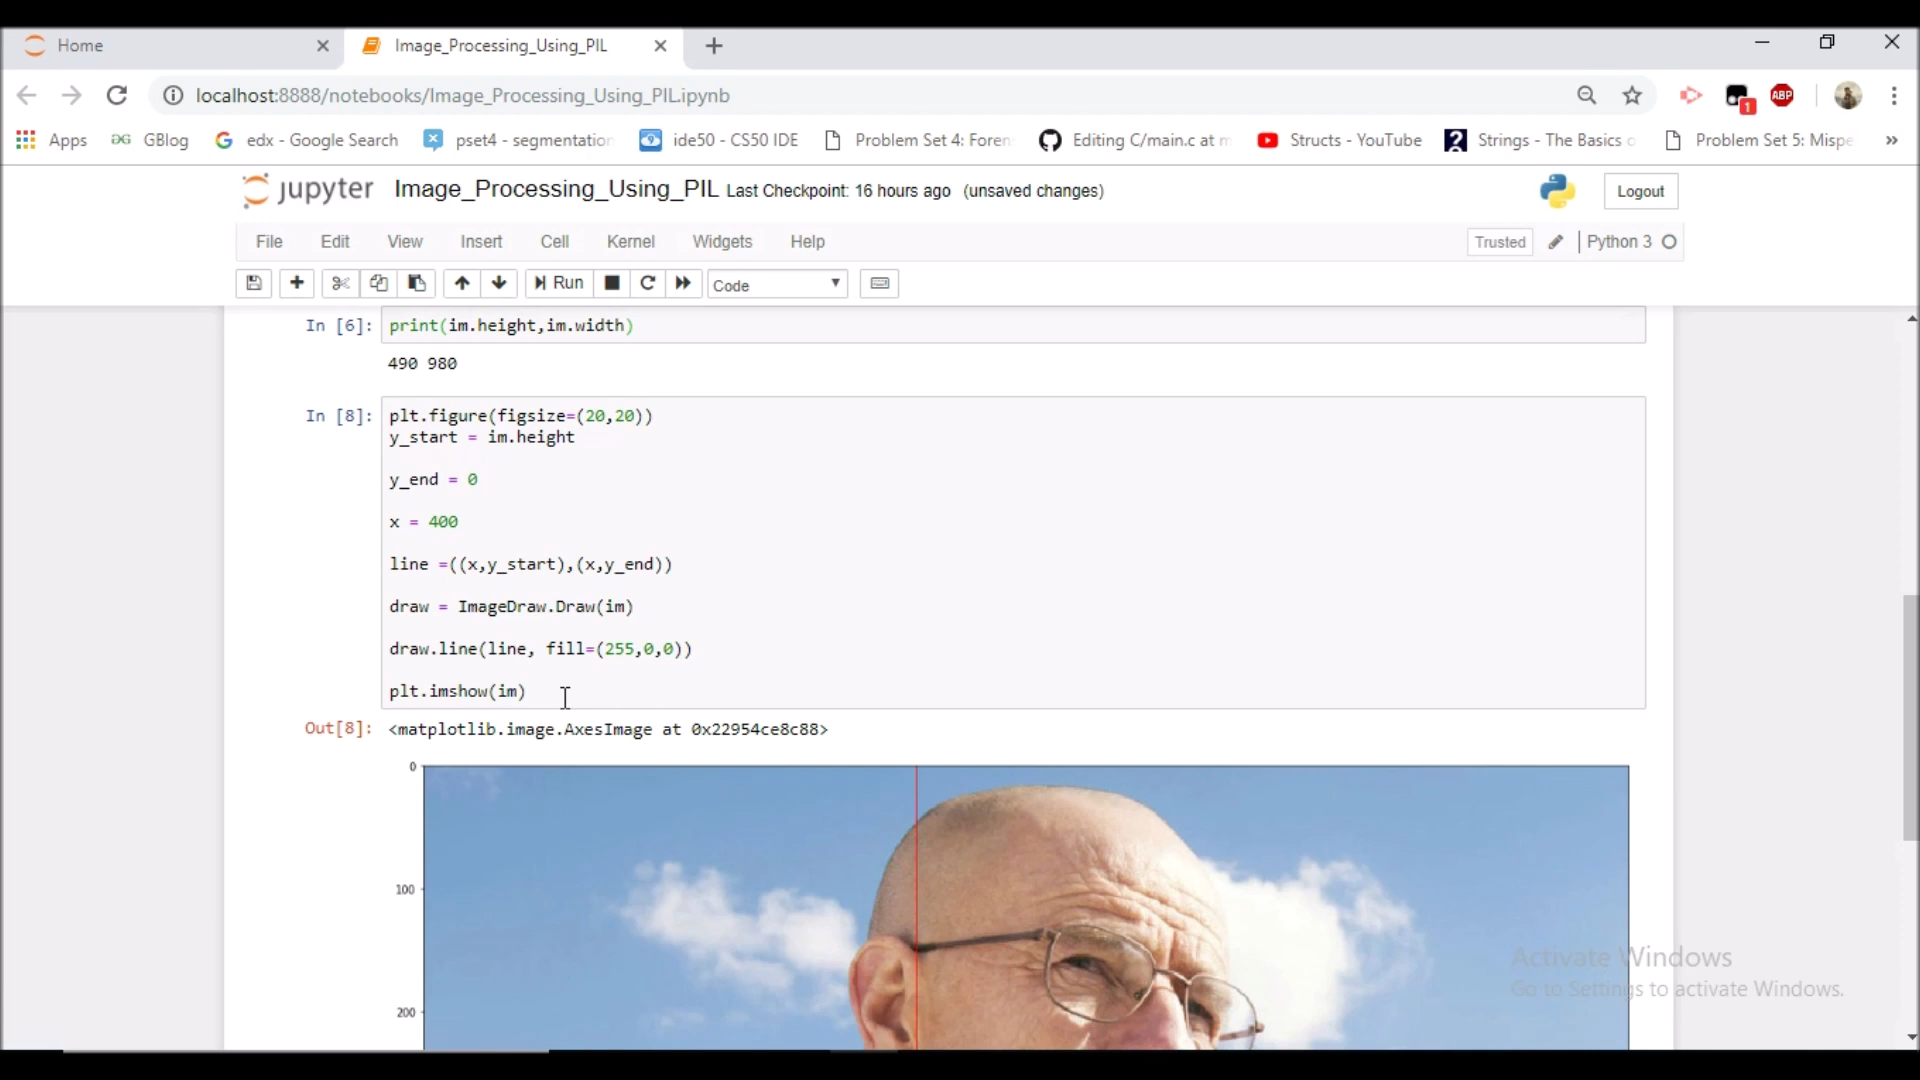 Home
Image_Processing_Using_PIL
localhost:8888/notebooks/Image_Processing_Using_PIL.ipynb
1
ABP
Apps
GBlog
edx - Google Search
pset4 - segmentation
ide50 - CS50 IDE
Problem Set 4: Foren
Editing C/main.c at m
Structs - YouTube
Strings - The Basics o
Problem Set 5: Mispe
»
jupyter Image_Processing_Using_PIL Last Checkpoint: 16 hours ago (unsaved changes)
Logout
File Edit View Insert Cell Kernel Widgets Help
Trusted
Python 3
Run
Code
In [6]: print(im.height,im.width)
490 980
In [8]: plt.figure(figsize=(20,20))
y_start = im.height
y_end = 0
x = 400
line =((x,y_start),(x,y_end))
draw = ImageDraw.Draw(im)
draw.line(line, fill=(255,0,0))
plt.imshow(im)
Out[8]: <matplotlib.image.AxesImage at 0x22954ce8c88>
0
100
200
Activate Windows
Go to Settings to activate Windows.